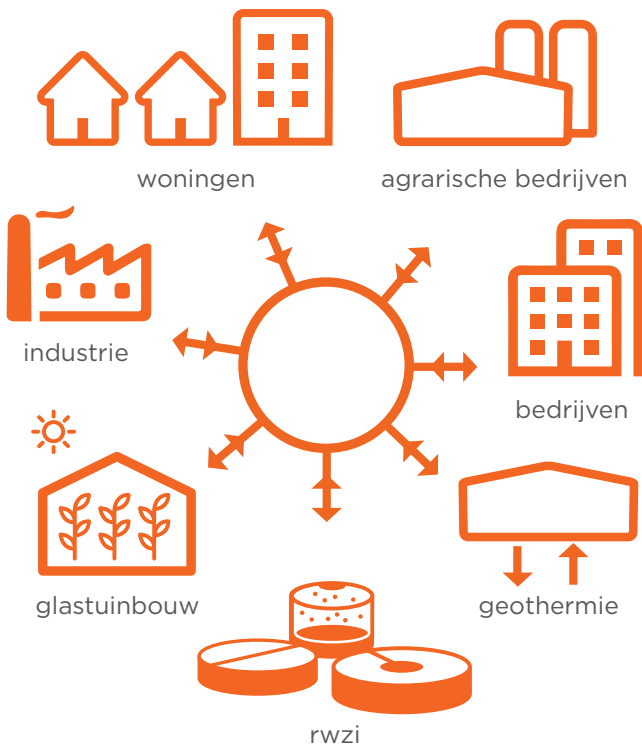 woningen
agrarische bedrijven
industrie
bedrijven
glastuinbouw
geothermie
rwzi